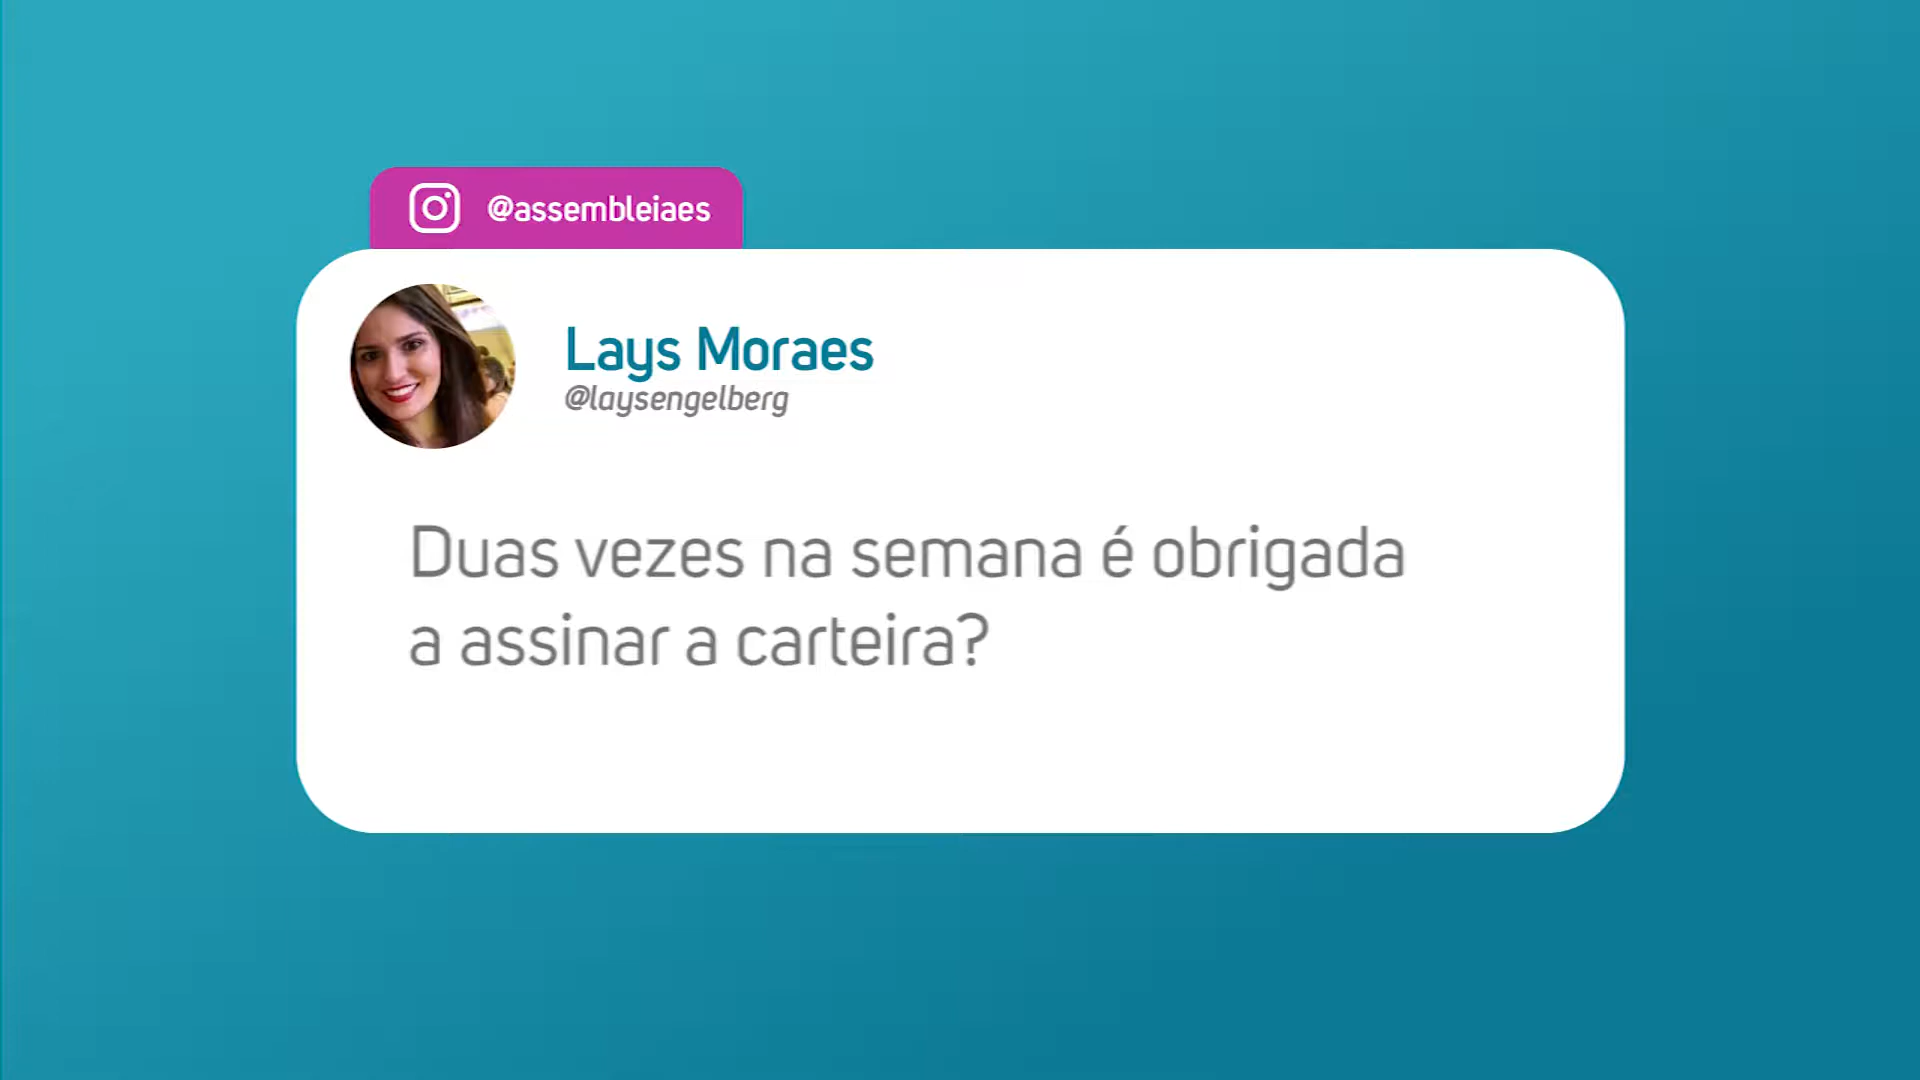 @assembleiaes
Lays Moraes
@laysengelberg
Duas vezes na semana é obrigada
a assinar a carteira?